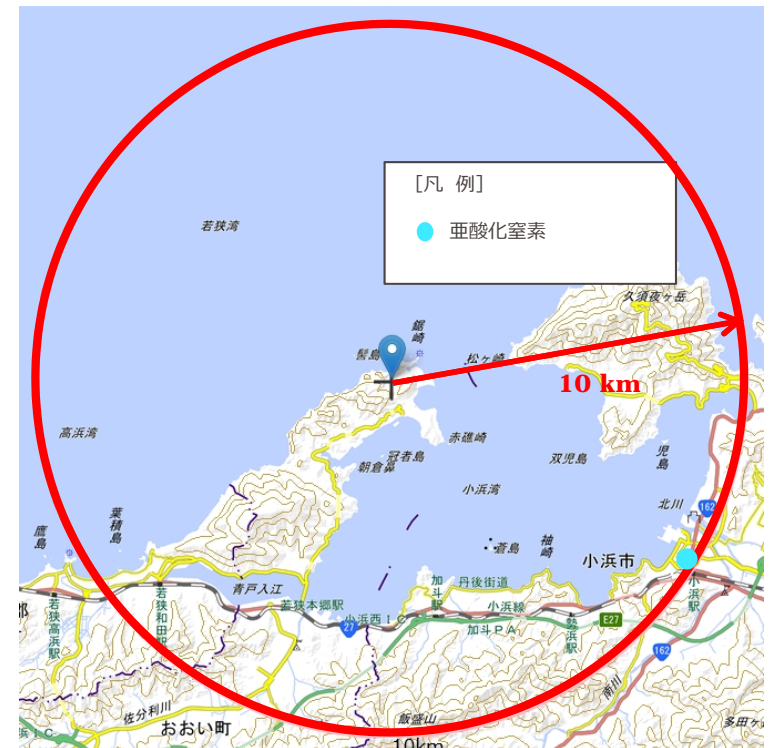 [凡 例]
亜酸化窒素
若狭湾
久須夜ヶ岳
鋸崎
髻島
松ヶ崎
10 km
高浜湾
赤礁崎
冠者島
朝倉鼻
双児島
児島
小浜湾
北川
162
葉積島
鷹島
蒼島
袖崎
小浜市
青戸入江
加斗駅
丹後街道
小浜駅
若狭高浜駅
若狭和田駅
若狭本郷駅
小浜西IC
小浜線
27
加斗PA
勢浜駅
E27
162
南川
佐分利川
おおい町
飯盛山
10km
多田ヶ